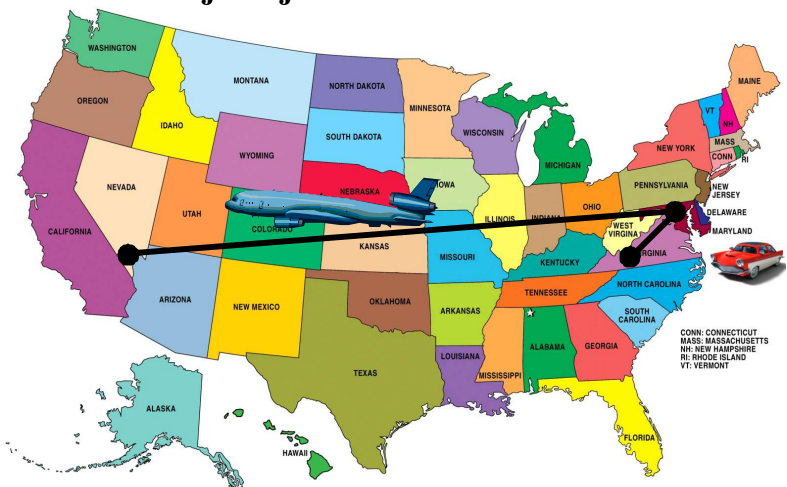 WASHINGTON
MONTANA
NORTH DAKOTA
MINNESOTA
MAINE
OREGON
IDAHO
SOUTH DAKOTA
WISCONSIN
VT
NH
MICHIGAN
NEW YORK
MASS
CONN
RI
WYOMING
NEVADA
UTAH
NEBRASKA
IOWA
PENNSYLVANIA
NEW
JERSEY
ILLINOIS
INDIANA
OHIO
DELAWARE
MARYLAND
CALIFORNIA
COLORADO
KANSAS
MISSOURI
WEST
VIRGINA
RGINIA
KENTUCKY
ARIZONA
NEW MEXICO
OKLAHOMA
ARKANSAS
TENNESSEE
NORTH CAROLINA
SOUTH
CAROLINA
TEXAS
LOUISIANA
MISSISSIPPI
ALABAMA
GEORGIA
FLORIDA
ALASKA
HAWAII
CONN: CONNECTICUT
MASS: MASSACHUSETTS
NH: NEW HAMPSHIRE
RI: RHODE ISLAND
VT: VERMONT